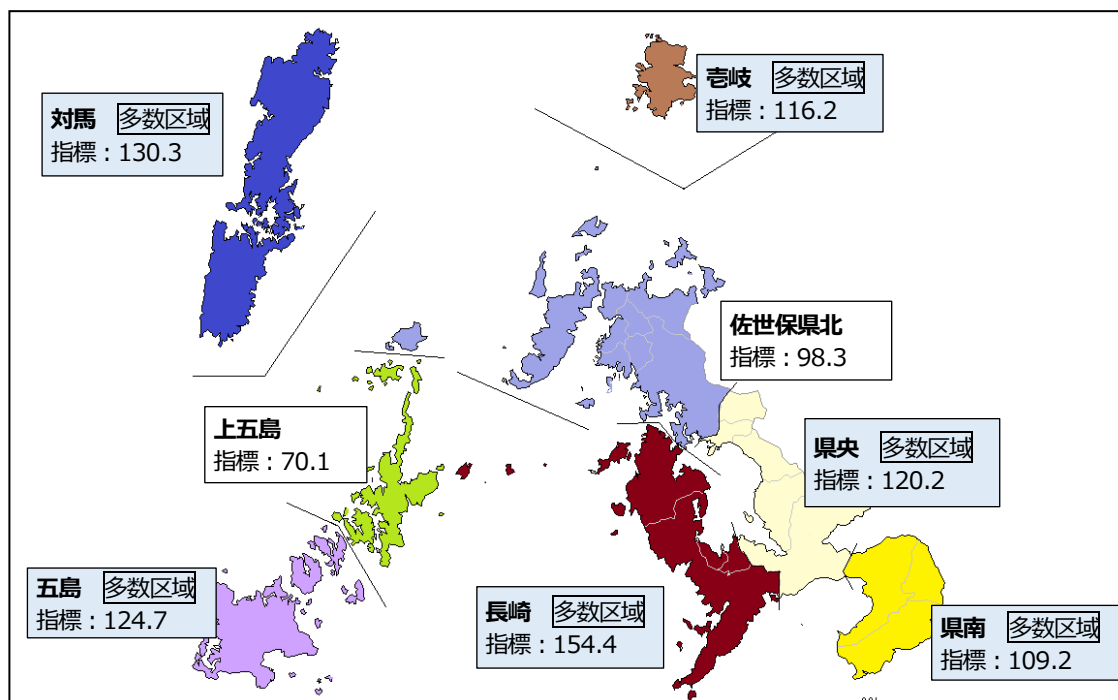 対馬 多数区域
指標：130.3
壱岐 多数区域
指標：116.2
佐世保県北
指標：98.3
上五島
指標：70.1
県央 多数区域
指標：120.2
五島 多数区域
指標：124.7
長崎 多数区域
指標：154.4
県南 多数区域
指標：109.2